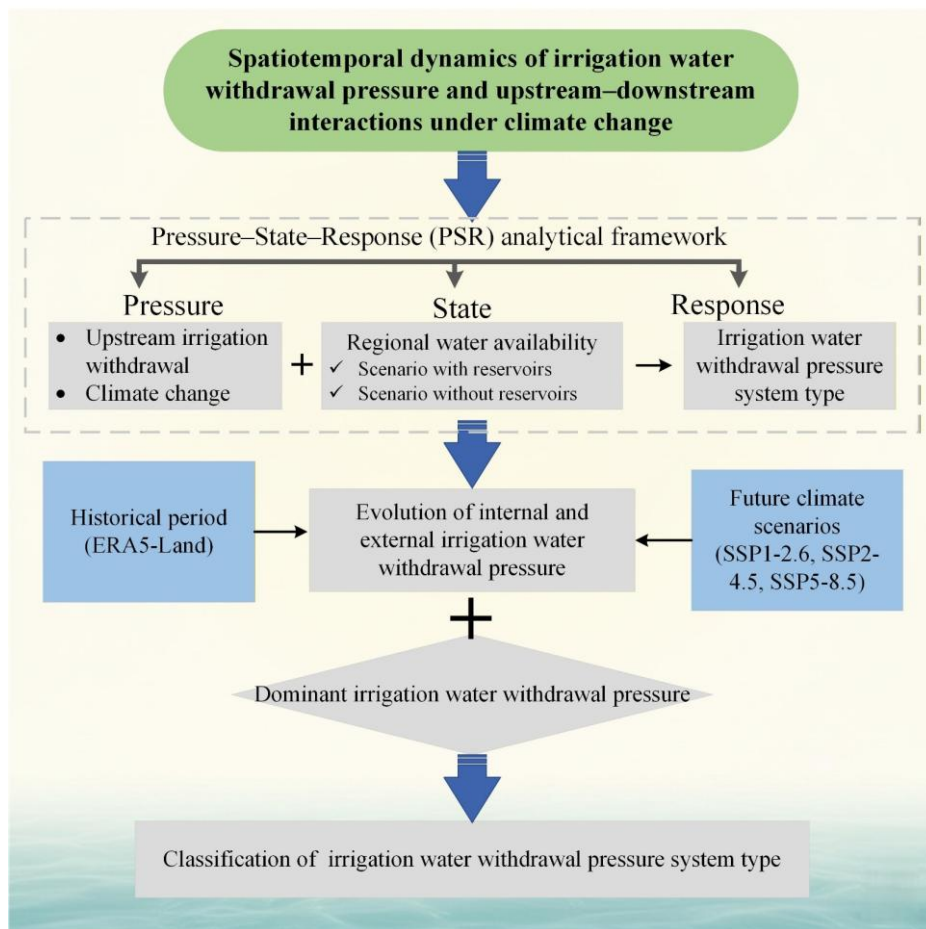 Spatiotemporal dynamics of irrigation water
withdrawal pressure and upstream–downstream
interactions under climate change
Pressure–State–Response (PSR) analytical framework
Pressure
• Upstream irrigation
withdrawal
• Climate change
+
State
Regional water availability
✓ Scenario with reservoirs
✓ Scenario without reservoirs
Response
Irrigation water
withdrawal pressure
system type
Historical period
(ERA5-Land)
Evolution of internal and
external irrigation water
withdrawal pressure
Future climate
scenarios
(SSP1-2.6, SSP2-
4.5, SSP5-8.5)
+
Dominant irrigation water withdrawal pressure
Classification of irrigation water withdrawal pressure system type